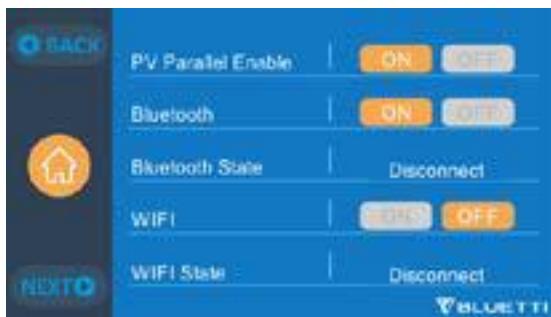 BACK
PV Parallel Enable ON OFF
Bluetooth ON OFF
Bluetooth State Disconnect
WIFI ON OFF
WIFI State Disconnect
NEXT
BLUETTI